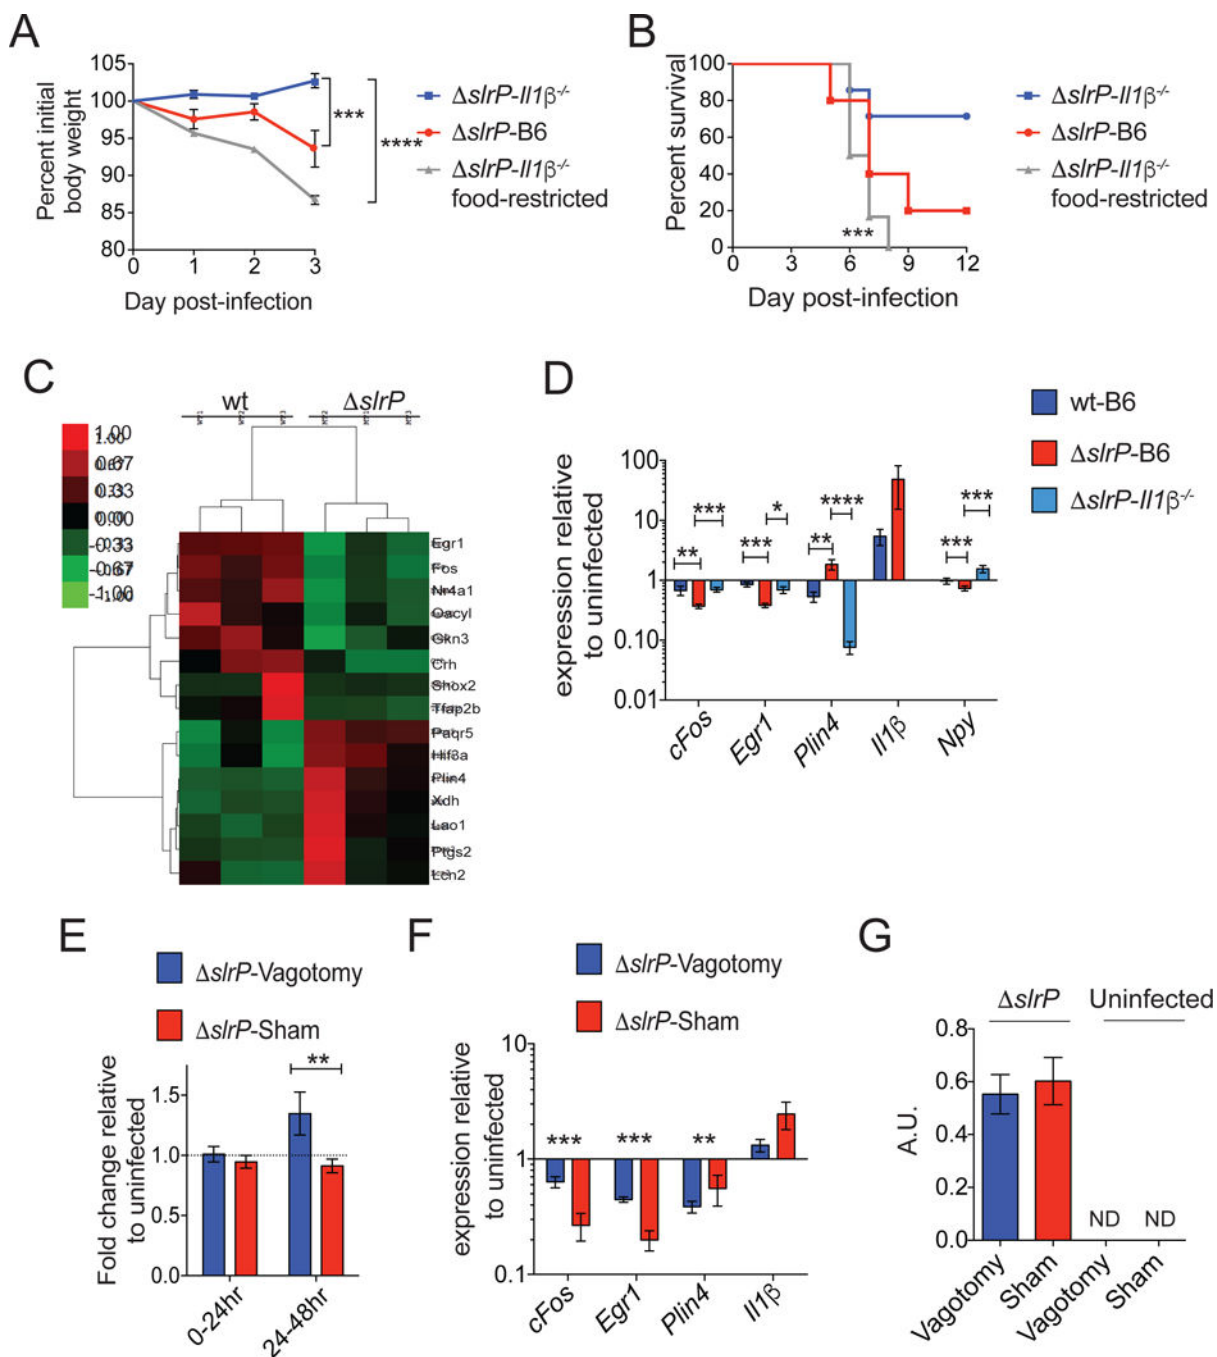 A
Percent initial
body weight
105
100
95
90
85
80
0
1
2
3
Day post-infection
***
****
ΔslrP-Il1β-/-
ΔslrP-B6
ΔslrP-Il1β-/-
food-restricted
B
Percent survival
100
80
60
40
20
0
0
3
6
9
12
Day post-infection
***
ΔslrP-Il1β-/-
ΔslrP-B6
ΔslrP-Il1β-/-
food-restricted
C
wt
ΔslrP
1.00
0.67
0.33
0.00
-0.33
-0.67
-1.00
Egr1
Fos
Nr4a1
Oacyl
Gkn3
Crh
Shox2
Tfap2b
Paqr5
Hif3a
Plin4
Xdh
Lao1
Ptgs2
Lcn2
D
wt-B6
ΔslrP-B6
ΔslrP-Il1β-/-
expression relative
to uninfected
100
10
1
0.10
0.01
** ***
*** *
** ****
*** ***
cFos
Egr1
Plin4
Il1β
Npy
E
ΔslrP-Vagotomy
ΔslrP-Sham
Fold change relative
to uninfected
1.5
1.0
0.5
0.0
**
0-24hr
24-48hr
F
ΔslrP-Vagotomy
ΔslrP-Sham
expression relative
to uninfected
10
1
0.1
*** *** **
cFos
Egr1
Plin4
Il1β
G
ΔslrP Uninfected
A.U.
0.8
0.6
0.4
0.2
0.0
ND ND
Vagotomy
Sham
Vagotomy
Sham